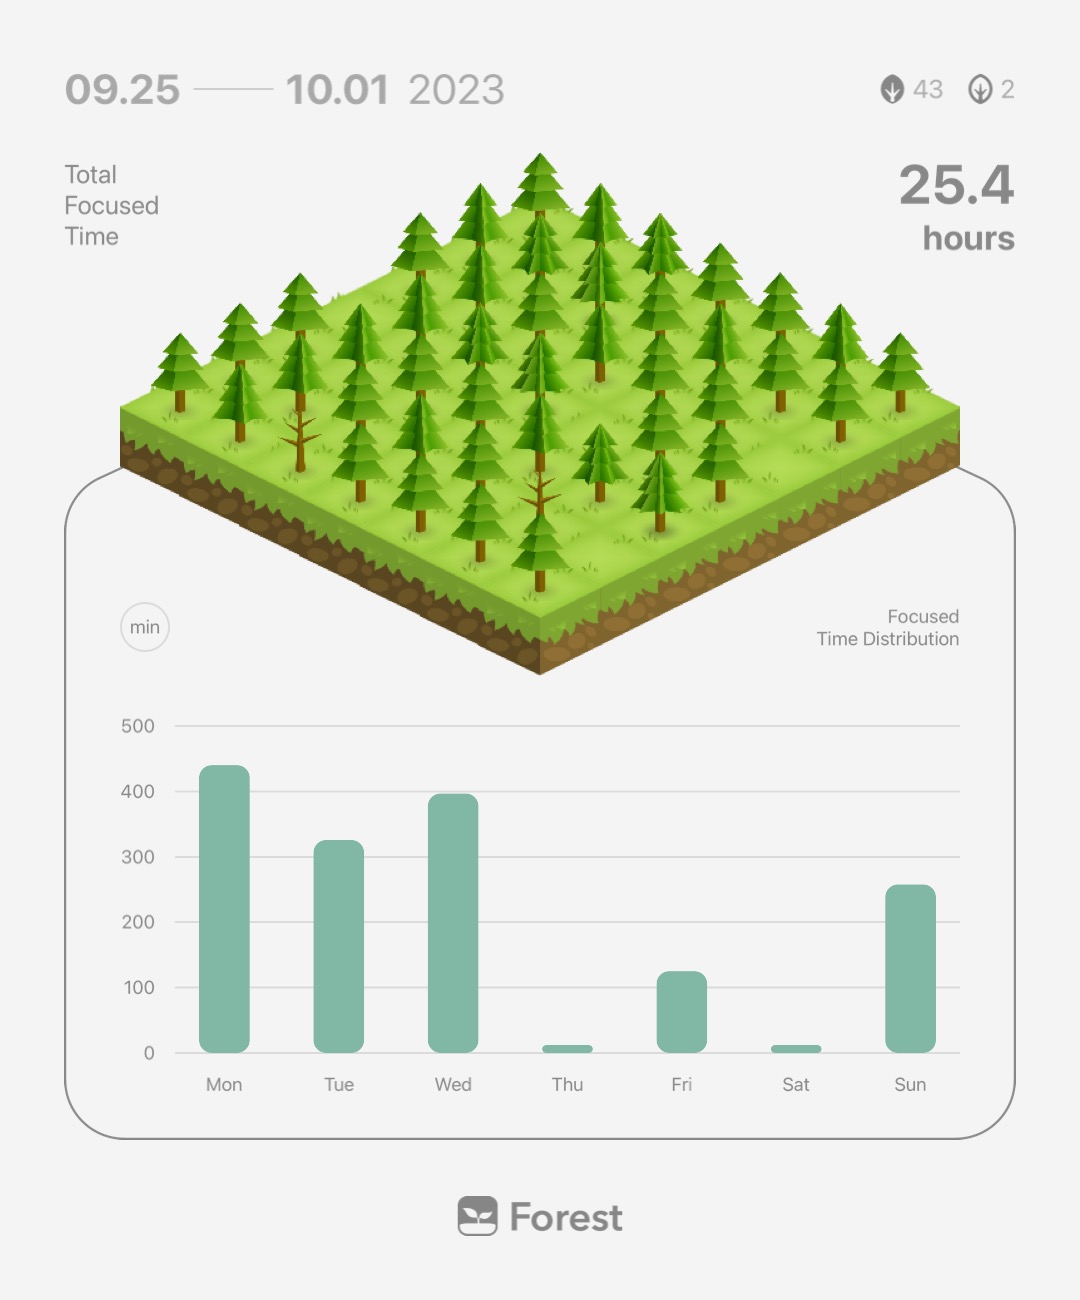 09.25 — 10.01 2023
43 2
Total
Focused
Time
25.4
hours
min
Focused
Time Distribution
500
400
300
200
100
0
Mon Tue Wed Thu Fri Sat Sun
Forest